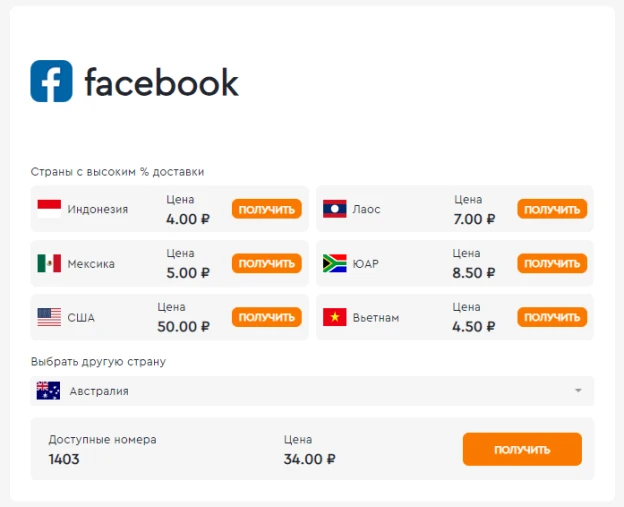 facebook
Страны с высоким % доставки
Индонезия Цена 4.00 ₽ ПОЛУЧИТЬ
Лаос Цена 7.00 ₽ ПОЛУЧИТЬ
Мексика Цена 5.00 ₽ ПОЛУЧИТЬ
ЮАР Цена 8.50 ₽ ПОЛУЧИТЬ
США Цена 50.00 ₽ ПОЛУЧИТЬ
Вьетнам Цена 4.50 ₽ ПОЛУЧИТЬ
Выбрать другую страну
Австралия
Доступные номера Цена
1403 34.00 ₽ ПОЛУЧИТЬ